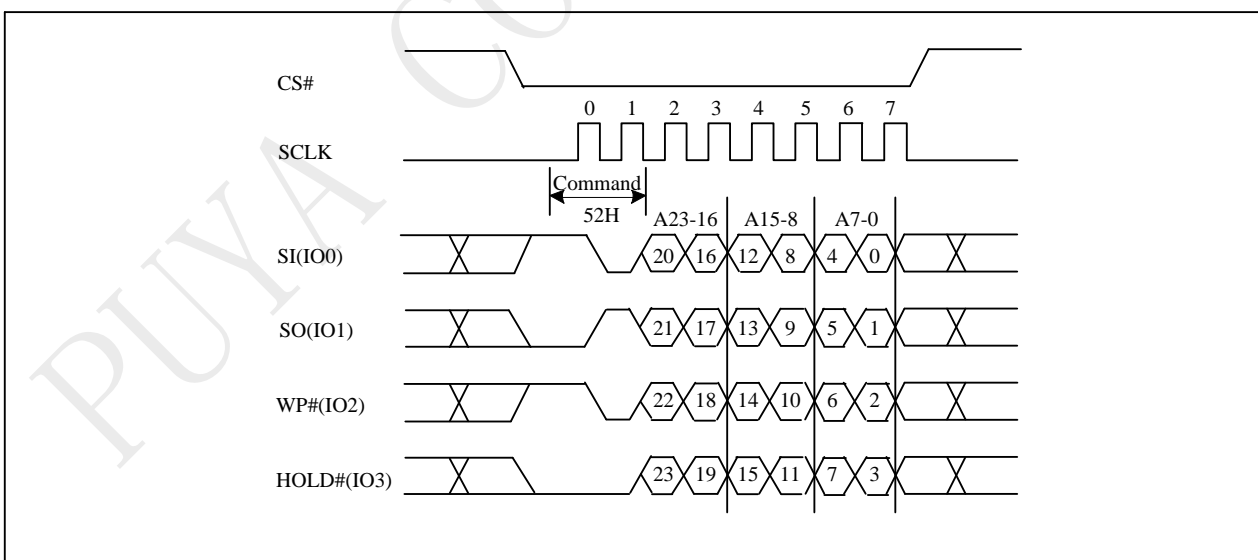 PUYA CO
CS#
0 1 2 3 4 5 6 7
SCLK
Command
52H
A23-16 A15-8 A7-0
SI(IO0) 20 16 12 8 4 0
SO(IO1) 21 17 13 9 5 1
WP#(IO2) 22 18 14 10 6 2
HOLD#(IO3) 23 19 15 11 7 3